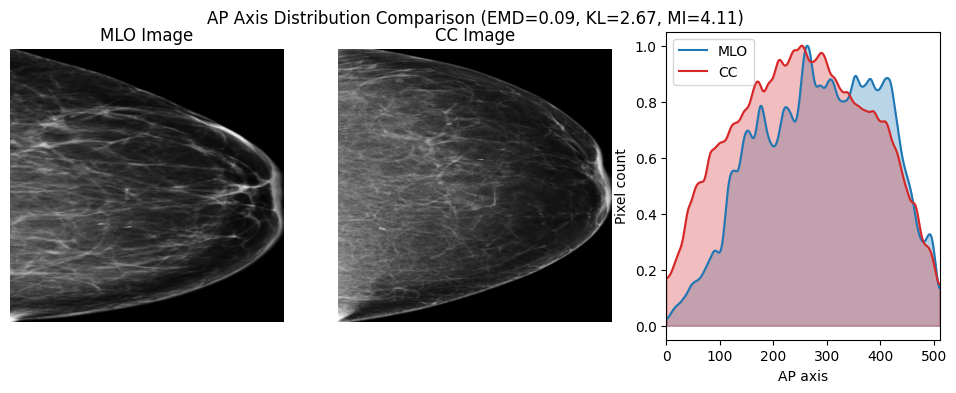 AP Axis Distribution Comparison (EMD=0.09, KL=2.67, MI=4.11)
MLO Image
CC Image
MLO
CC
Pixel count
1.0
0.8
0.6
0.4
0.2
0.0
0 100 200 300 400 500
AP axis